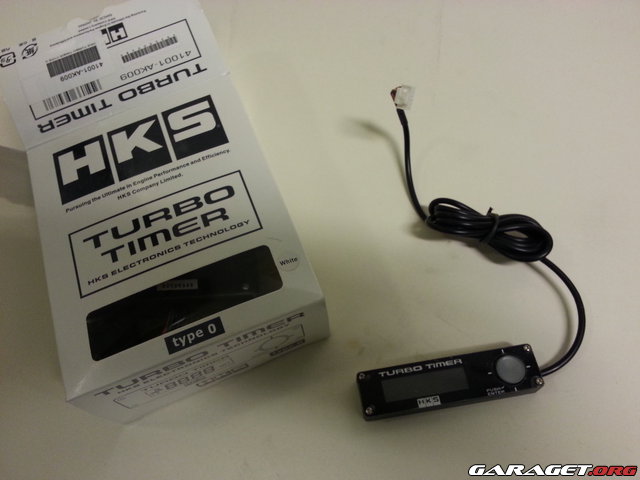 41001-AK009
41001-AK009
TURBO TIMER
HKS
Pursuing the Ultimate in Engine Performance and Efficiency.
HKS Company Limited.
TURBO
TIMER
HKS ELECTRONICS TECHNOLOGY
White
type 0
TURBO TIMER
HKS
TURBO TIMER
PUSH
ENTER
HKS
GARAGET.ORG